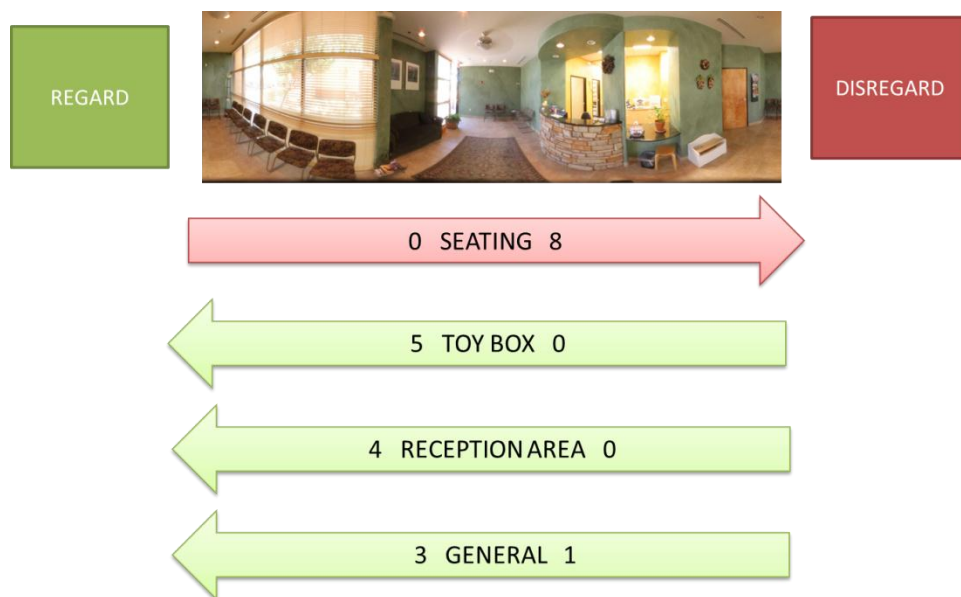 REGARD
DISREGARD
0 SEATING 8
5 TOY BOX 0
4 RECEPTION AREA 0
3 GENERAL 1